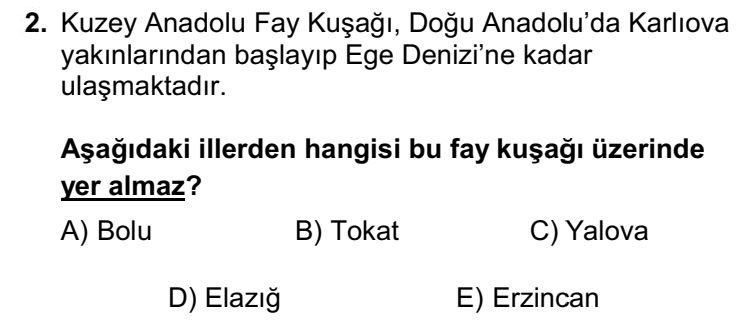 2. Kuzey Anadolu Fay Kuşağı, Doğu Anadolu’da Karlıova
yakınlarından başlayıp Ege Denizi’ne kadar
ulaşmaktadır.
Aşağıdaki illerden hangisi bu fay kuşağı üzerinde
yer almaz?
A) Bolu B) Tokat C) Yalova
D) Elazığ E) Erzincan